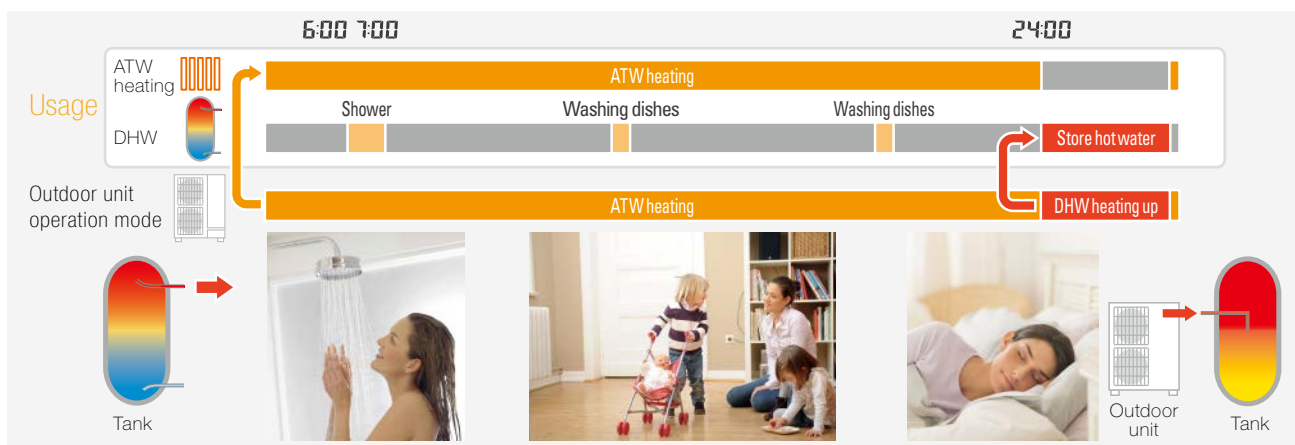 6:00 7:00 24:00
Usage
ATW
heating
ATW heating
Shower Washing dishes Washing dishes
DHW
Store hot water
Outdoor unit
operation mode
ATW heating
DHW heating up
Tank
Outdoor
unit
Tank